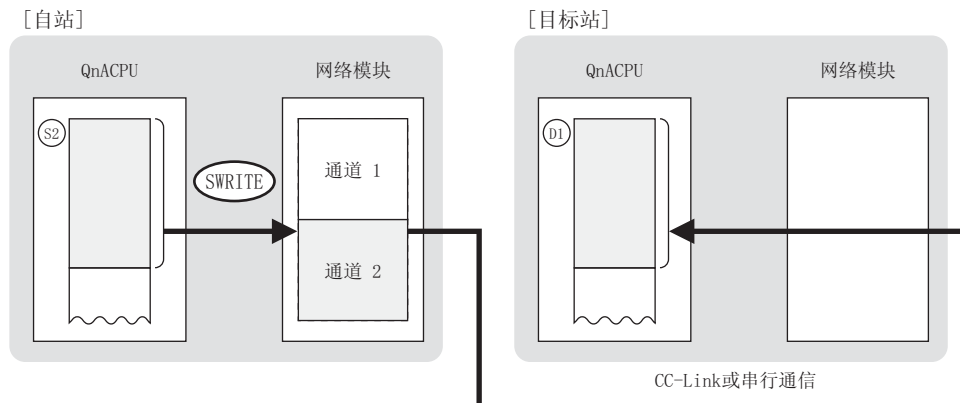 [自站]
QnACPU
网络模块
S2
SWRITE
通道 1
通道 2
[目标站]
QnACPU
网络模块
D1
CC-Link或串行通信